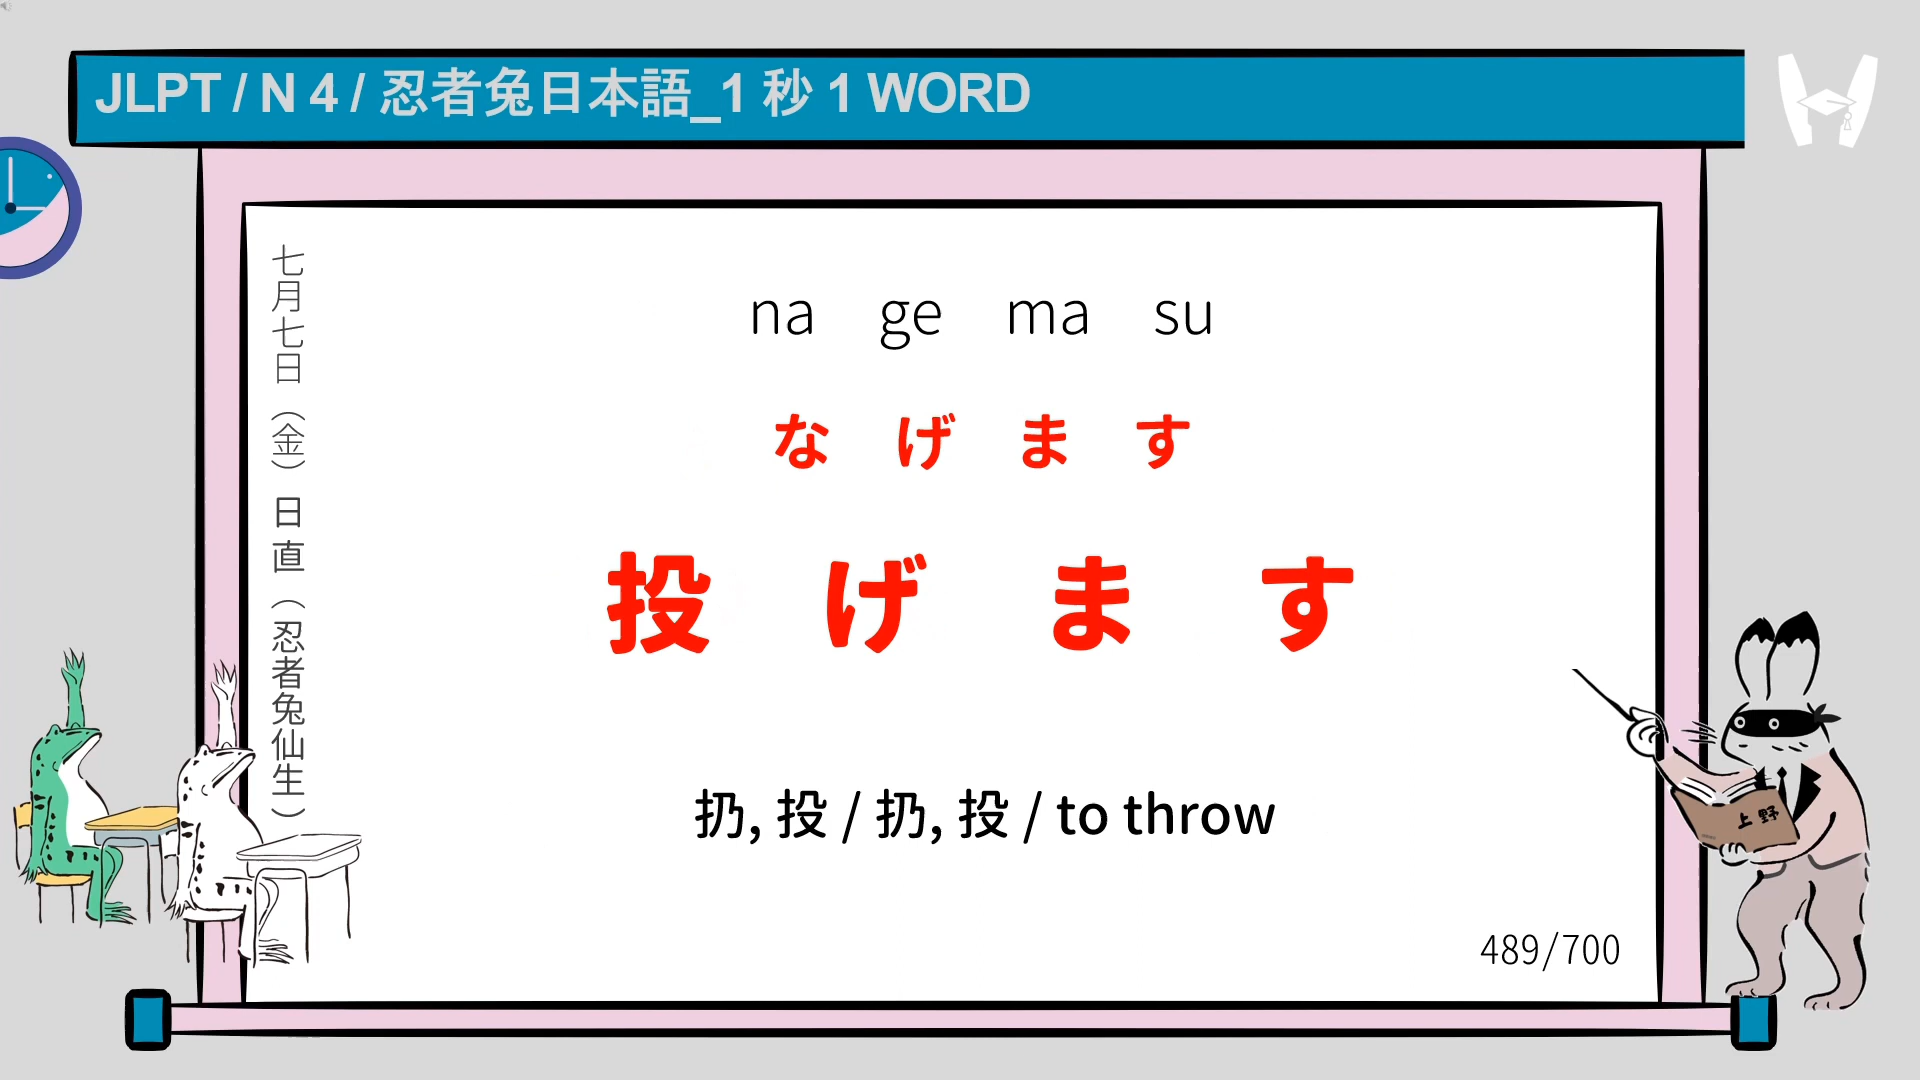 JLPT / N 4 / 忍者兔日本語_1 秒 1 WORD
七月七日（金）日直（忍者兔仙生）
na ge ma su
なげます
投げます
扔, 投 / 扔, 投 / to throw
上野
489/700